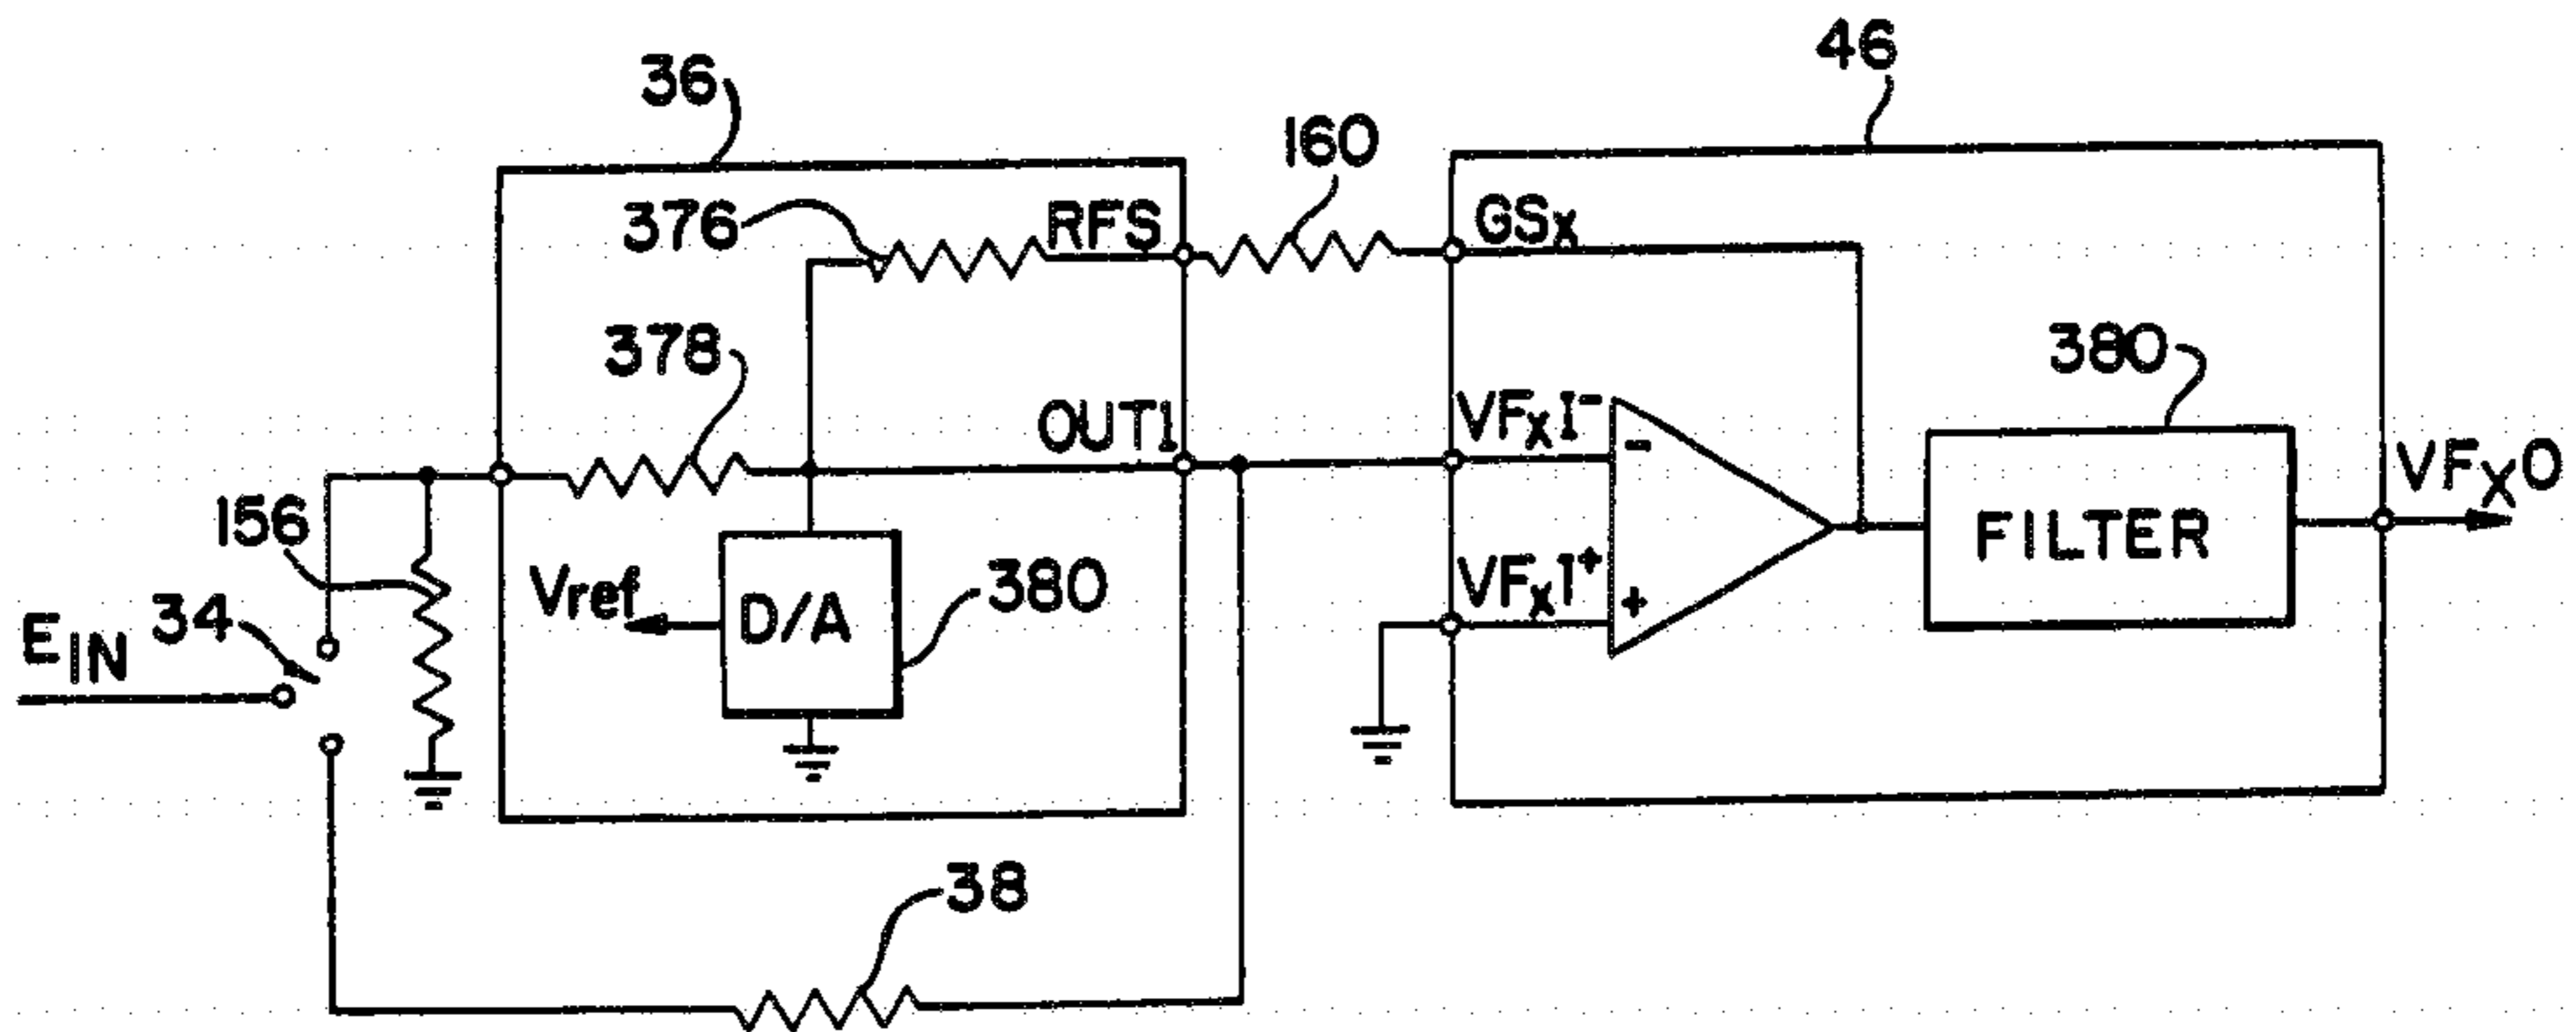 46
36
160
376
RFS
GSx
378
380
OUT1
VFxI-
VFxO
156
FILTER
Vref
D/A
380
VFxI+
34
EIN
-
+
38